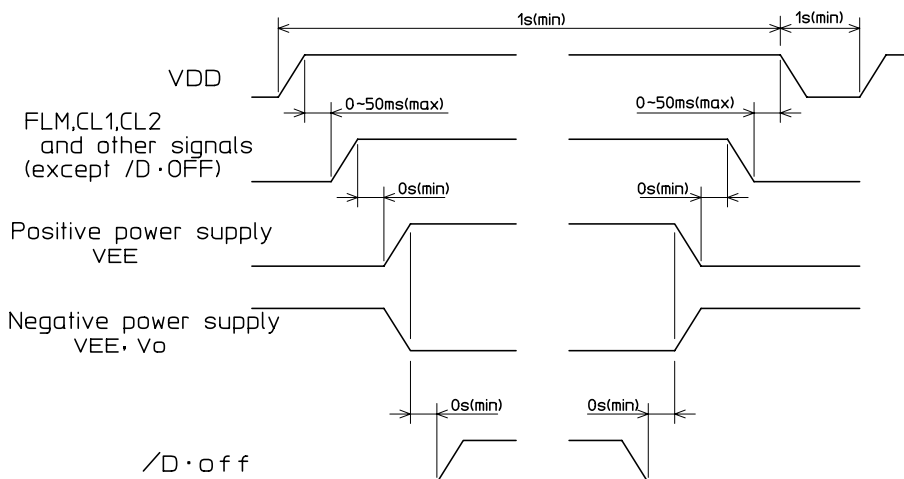 1s(min) 1s(min)
VDD
0~50ms(max) 0~50ms(max)
FLM,CL1,CL2
and other signals
(except /D·OFF)
0s(min) 0s(min)
Positive power supply
VEE
Negative power supply
VEE, Vo
0s(min) 0s(min)
/D·off